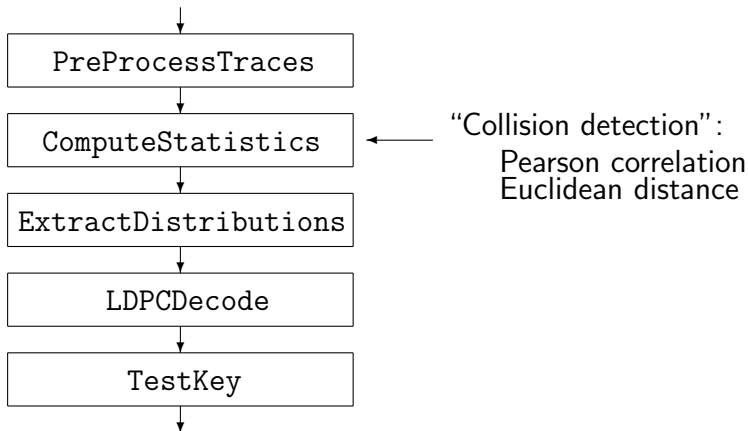 PreProcessTraces
ComputeStatistics
“Collision detection”:
Pearson correlation
Euclidean distance
ExtractDistributions
LDPCDecode
TestKey